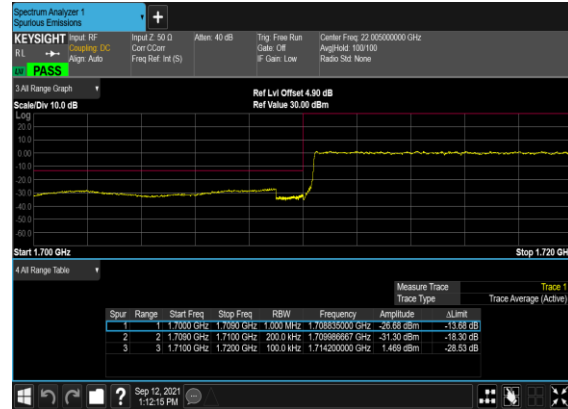 Spectrum Analyzer 1
Spurious Emissions
KEYSIGHT Input: RF Input Z: 50 Ω Atten: 40 dB Trig: Free Run Center Freq: 22.005000000 GHz
RL Coupling: DC Corr CCorr Gate: Off Avg|Hold: 100/100
Align: Auto Freq Ref: Int (S) IF Gain: Low Radio Std: None
PASS
3 All Range Graph Ref Lvl Offset 4.90 dB
Scale/Div 10.0 dB Ref Value 30.00 dBm
Log
20.0
10.0
0.00
-10.0
-20.0
-30.0
-40.0
-50.0
-60.0
Start 1.700 GHz Stop 1.720 GH
4 All Range Table
Measure Trace Trace 1
Trace Type Trace Average (Active)
Spur Range Start Freq Stop Freq RBW Frequency Amplitude ΔLimit
1 1 1.7000 GHz 1.7090 GHz 1.000 MHz 1.708835000 GHz -26.68 dBm -13.68 dB
2 2 1.7090 GHz 1.7100 GHz 200.0 kHz 1.709986667 GHz -31.30 dBm -18.30 dB
3 3 1.7100 GHz 1.7200 GHz 100.0 kHz 1.714200000 GHz 1.469 dBm -28.53 dB
Sep 12, 2021
1:12:15 PM